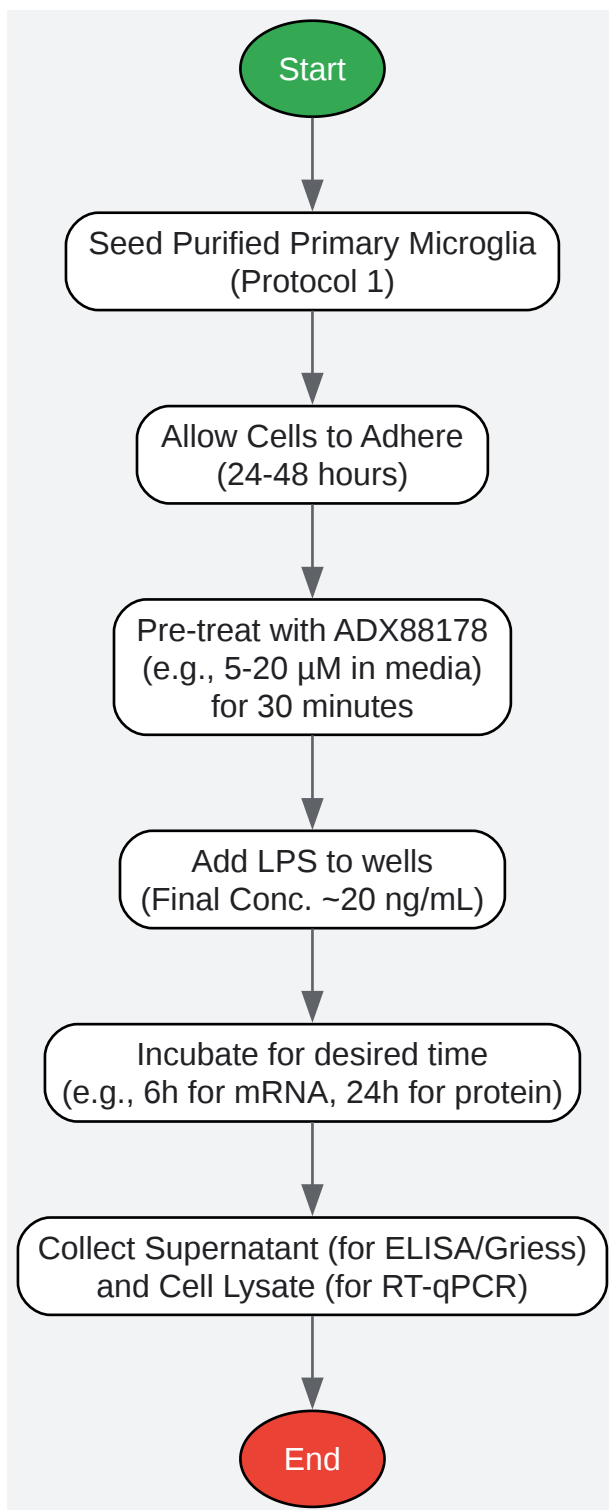 Start
Seed Purified Primary Microglia
(Protocol 1)
Allow Cells to Adhere
(24-48 hours)
Pre-treat with ADX88178
(e.g., 5-20 µM in media)
for 30 minutes
Add LPS to wells
(Final Conc. ~20 ng/mL)
Incubate for desired time
(e.g., 6h for mRNA, 24h for protein)
Collect Supernatant (for ELISA/Griess)
and Cell Lysate (for RT-qPCR)
End